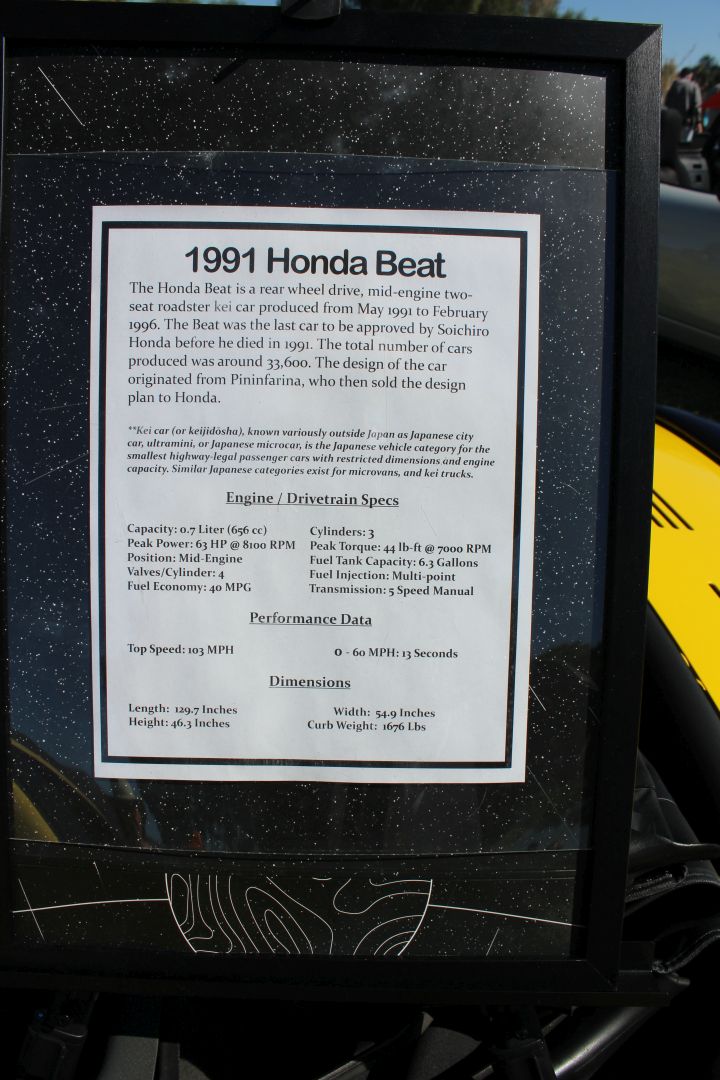 1991 Honda Beat
The Honda Beat is a rear wheel drive, mid-engine two-
seat roadster kei car produced from May 1991 to February
1996. The Beat was the last car to be approved by Soichiro
Honda before he died in 1991. The total number of cars
produced was around 33,600. The design of the car
originated from Pininfarina, who then sold the design
plan to Honda.
**Kei car (or keijidōsha), known variously outside Japan as Japanese city
car, ultramini, or Japanese microcar, is the Japanese vehicle category for the
smallest highway-legal passenger cars with restricted dimensions and engine
capacity. Similar Japanese categories exist for microvans, and kei trucks.
Engine / Drivetrain Specs
Capacity: 0.7 Liter (656 cc) Cylinders: 3
Peak Power: 63 HP @ 8100 RPM Peak Torque: 44 lb-ft @ 7000 RPM
Position: Mid-Engine Fuel Tank Capacity: 6.3 Gallons
Valves/Cylinder: 4 Fuel Injection: Multi-point
Fuel Economy: 40 MPG Transmission: 5 Speed Manual
Performance Data
Top Speed: 103 MPH 0 - 60 MPH: 13 Seconds
Dimensions
Length: 129.7 Inches Width: 54.9 Inches
Height: 46.3 Inches Curb Weight: 1676 Lbs